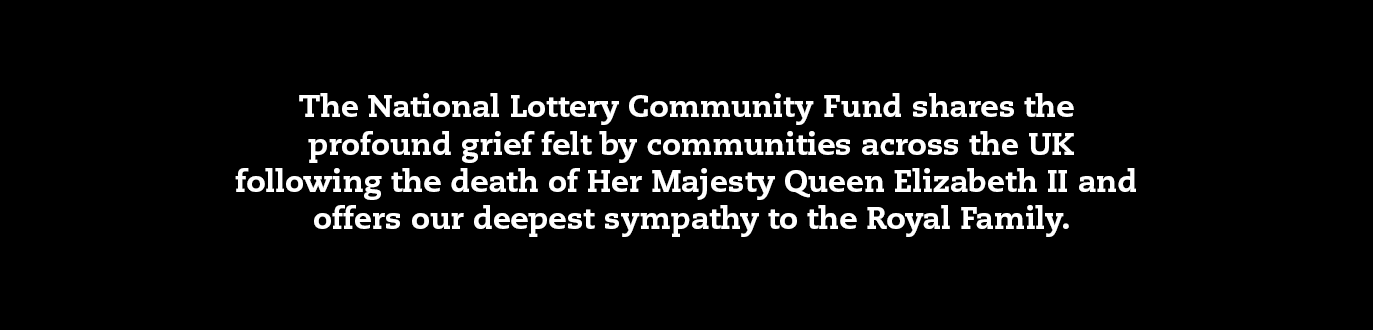 The National Lottery Community Fund shares the
profound grief felt by communities across the UK
following the death of Her Majesty Queen Elizabeth II and
offers our deepest sympathy to the Royal Family.